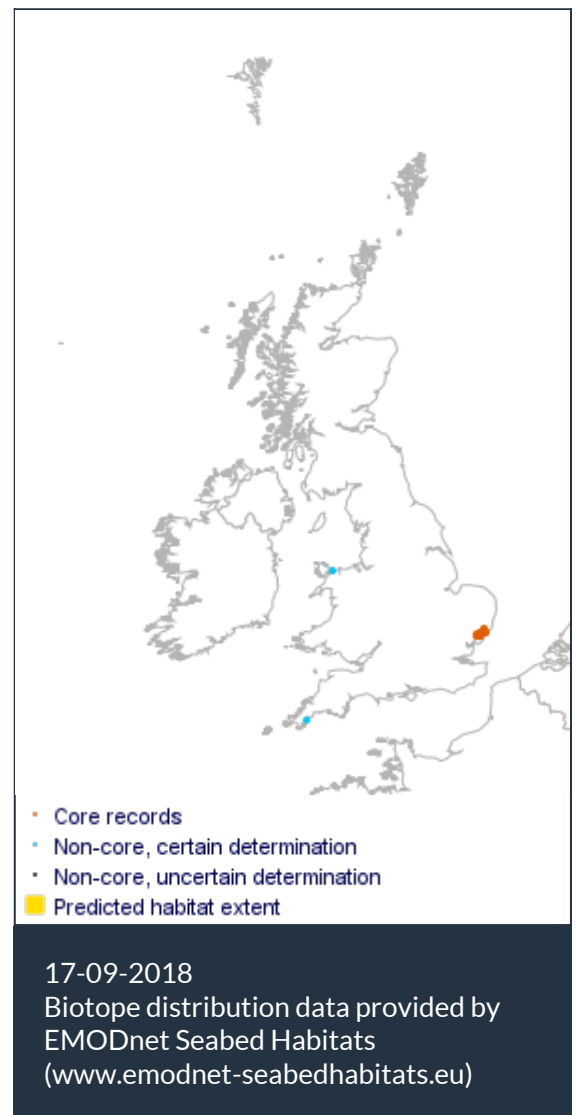 Core records
Non-core, certain determination
Non-core, uncertain determination
Predicted habitat extent
17-09-2018
Biotope distribution data provided by
EMODnet Seabed Habitats
(www.emodnet-seabedhabitats.eu)